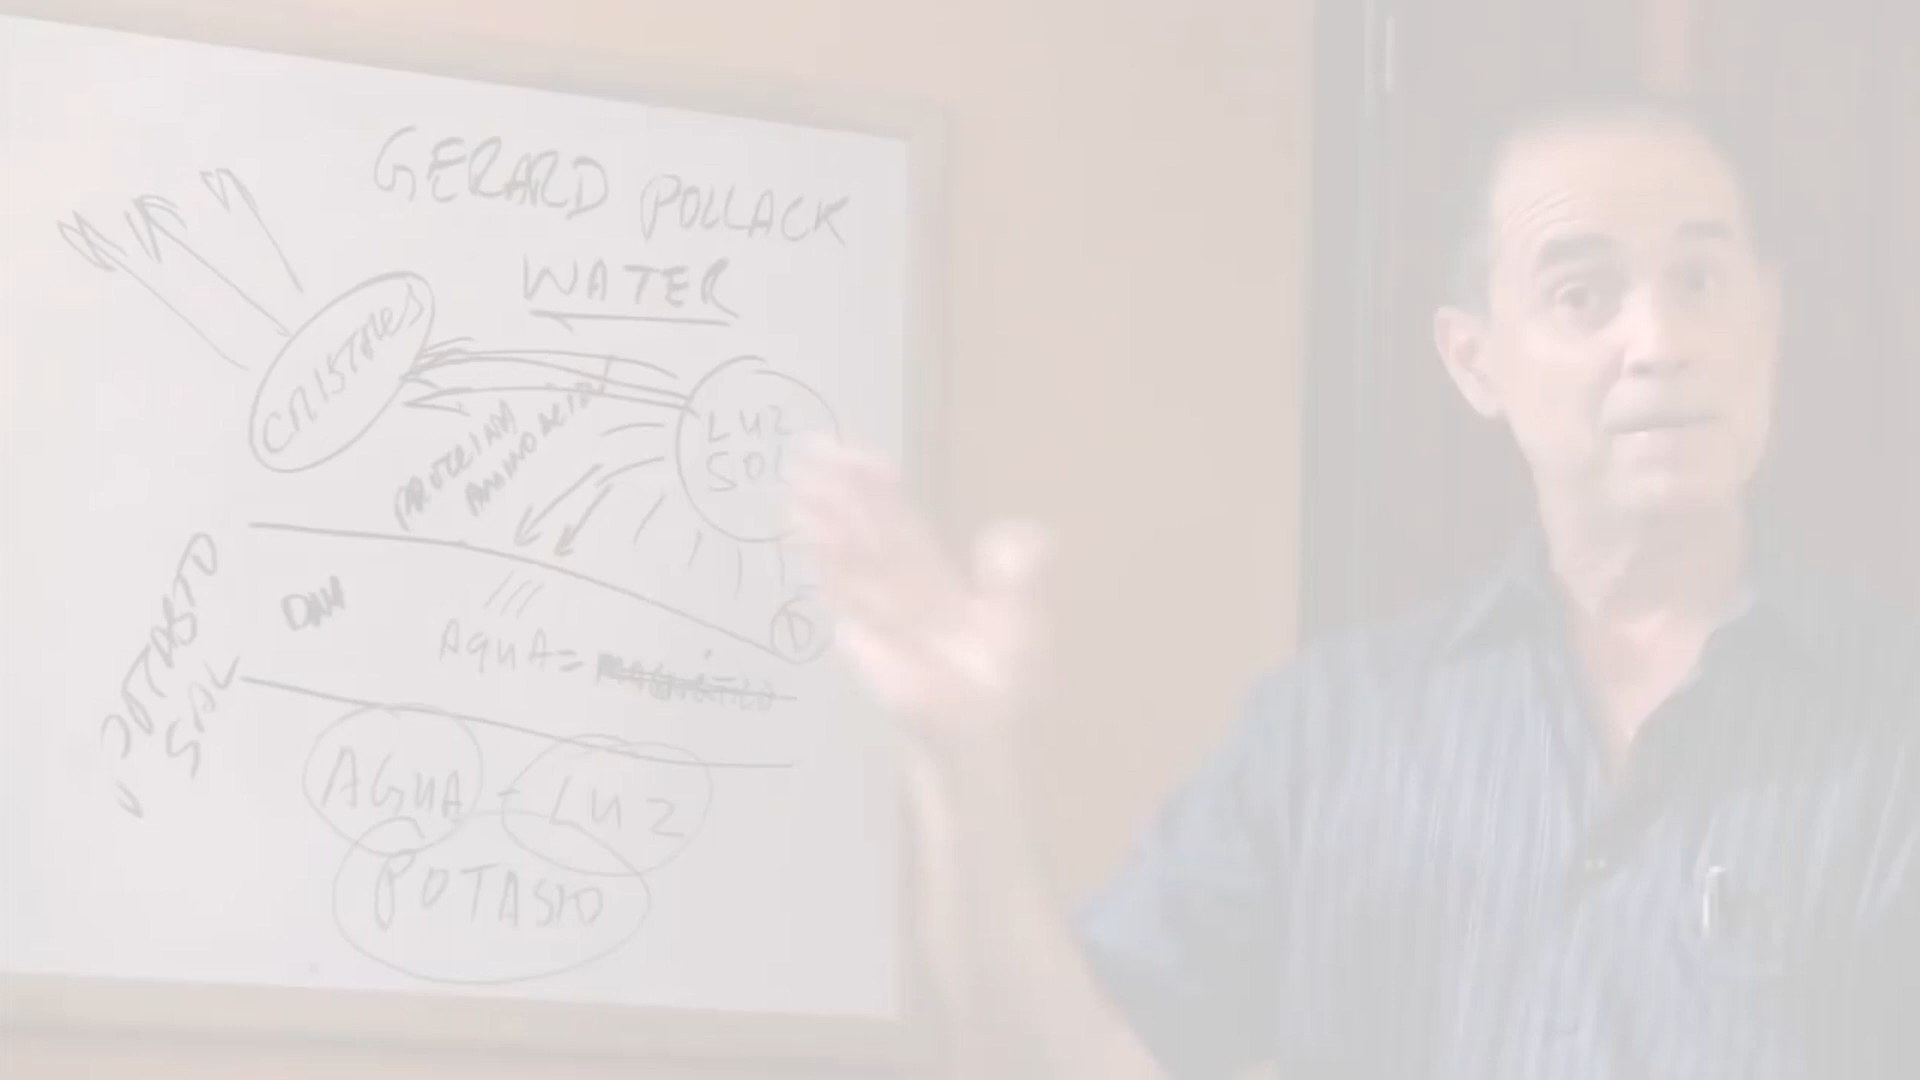 GERARD POLLACK
WATER
CRISTALES
LUZ
SOL
PROTEINA
AMINOACID
DNA
POTASIO
SAL
AGUA=
AGUA - LUZ
POTASIO